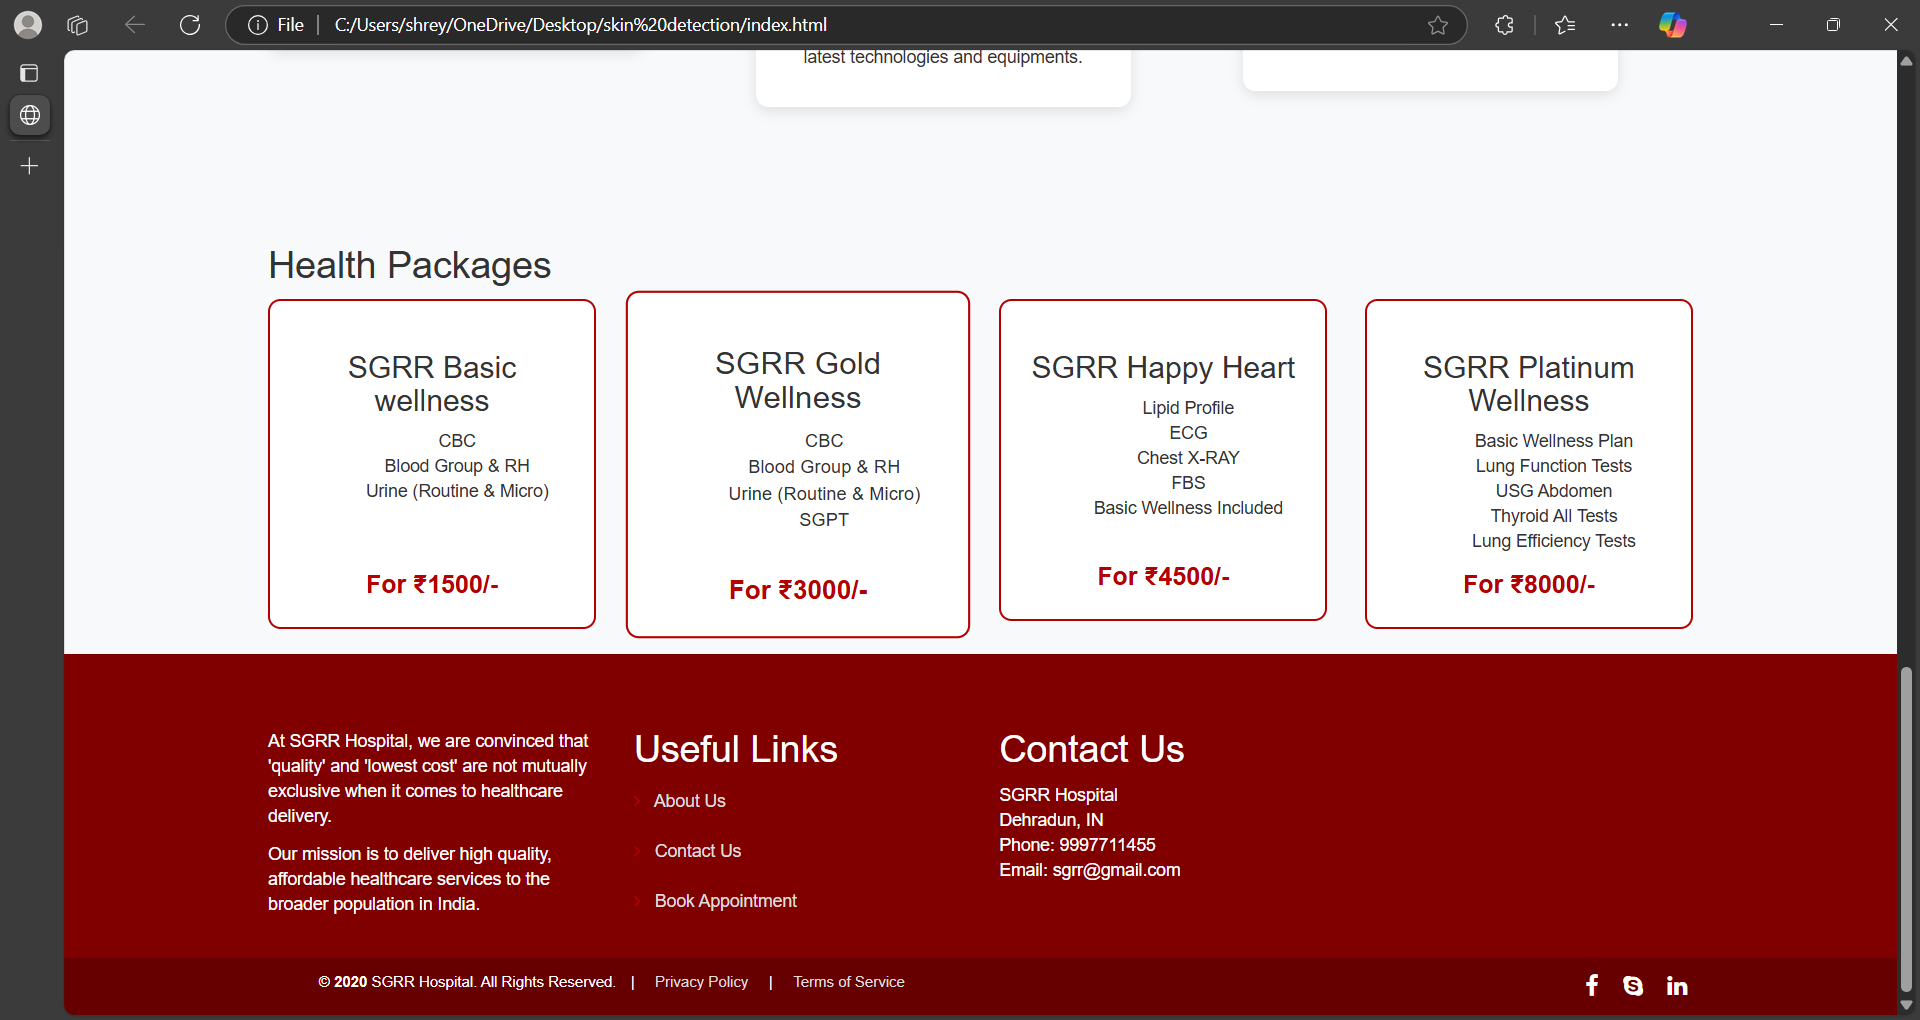 File
C:/Users/shrey/OneDrive/Desktop/skin%20detection/index.html
latest technologies and equipments.
Health Packages
SGRR Basic
wellness
CBC
Blood Group & RH
Urine (Routine & Micro)
For ₹1500/-
SGRR Gold
Wellness
CBC
Blood Group & RH
Urine (Routine & Micro)
SGPT
For ₹3000/-
SGRR Happy Heart
Lipid Profile
ECG
Chest X-RAY
FBS
Basic Wellness Included
For ₹4500/-
SGRR Platinum
Wellness
Basic Wellness Plan
Lung Function Tests
USG Abdomen
Thyroid All Tests
Lung Efficiency Tests
For ₹8000/-
At SGRR Hospital, we are convinced that
'quality' and 'lowest cost' are not mutually
exclusive when it comes to healthcare
delivery.
Our mission is to deliver high quality,
affordable healthcare services to the
broader population in India.
Useful Links
About Us
Contact Us
Book Appointment
Contact Us
SGRR Hospital
Dehradun, IN
Phone: 9997711455
Email: sgrr@gmail.com
© 2020 SGRR Hospital. All Rights Reserved. | Privacy Policy | Terms of Service